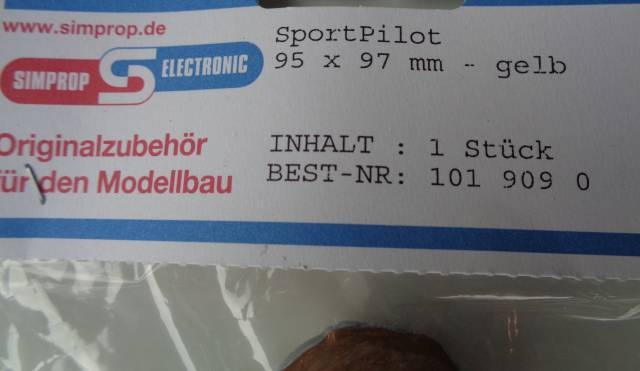 www.simprop.de
SIMPROP S ELECTRONIC
SportPilot
95 x 97 mm - gelb
Originalzubehör
für den Modellbau
INHALT : 1 Stück
BEST-NR: 101 909 0